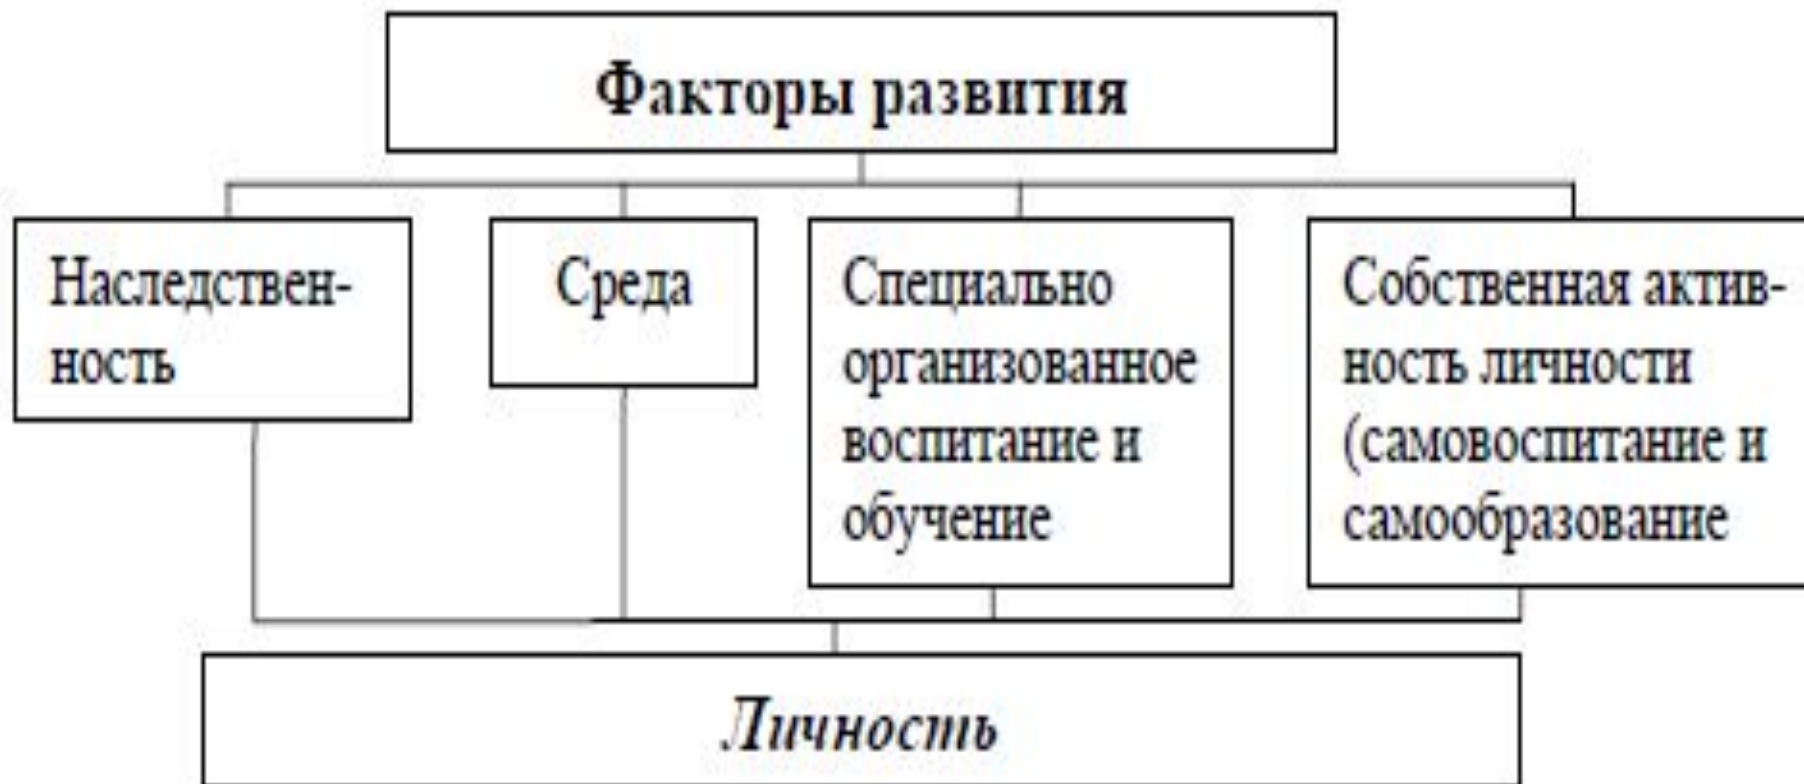 Факторы развития
Наследствен-
ность
Среда
Специально
организованное
воспитание и
обучение
Собственная актив-
ность личности
(самовоспитание и
самообразование
Личность